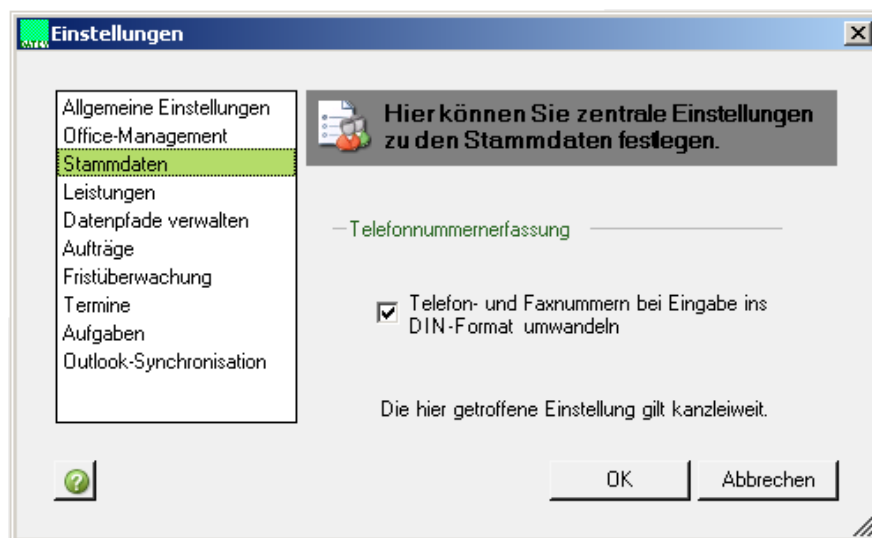 DATEV
Einstellungen
Allgemeine Einstellungen
Office-Management
Stammdaten
Leistungen
Datenpfade verwalten
Aufträge
Fristüberwachung
Termine
Aufgaben
Outlook-Synchronisation
Hier können Sie zentrale Einstellungen
zu den Stammdaten festlegen.
Telefonnummernerfassung
Telefon- und Faxnummern bei Eingabe ins
DIN-Format umwandeln
Die hier getroffene Einstellung gilt kanzleiweit.
OK
Abbrechen